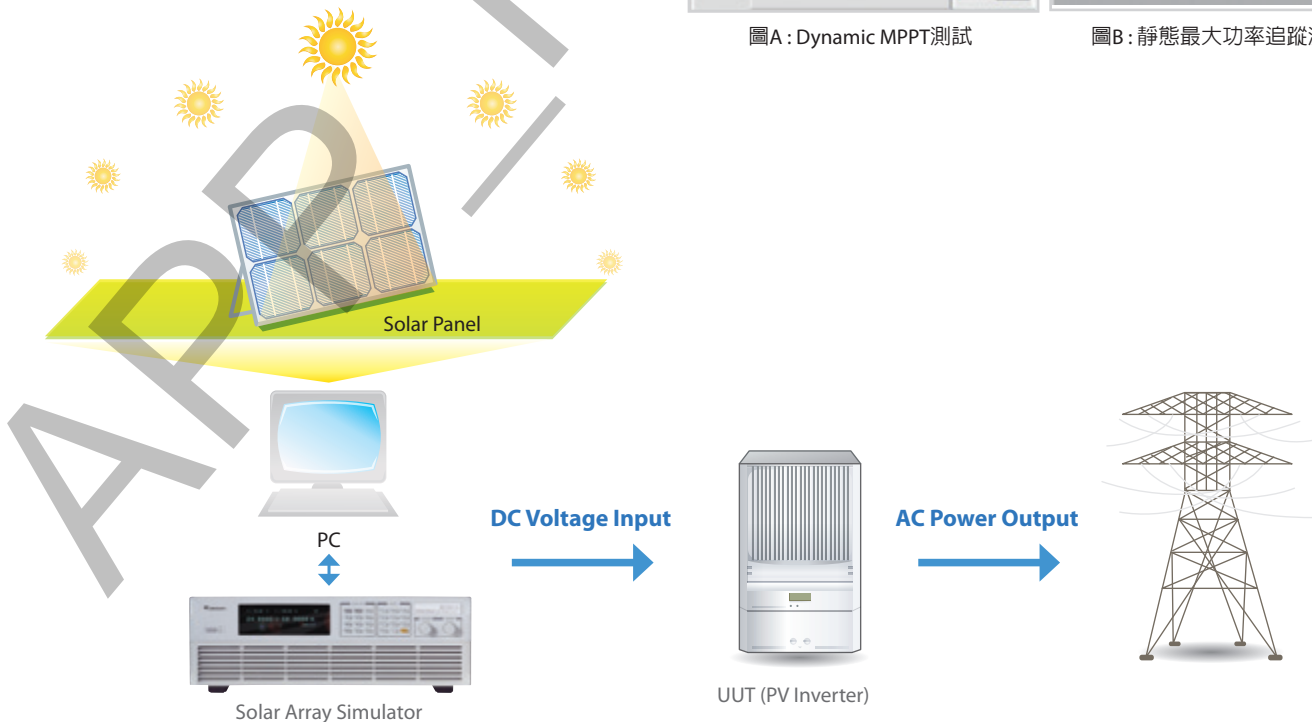 圖A : Dynamic MPPT測試
圖B : 靜態最大功率追蹤
Solar Panel
PC
DC Voltage Input
AC Power Output
Solar Array Simulator
UUT (PV Inverter)